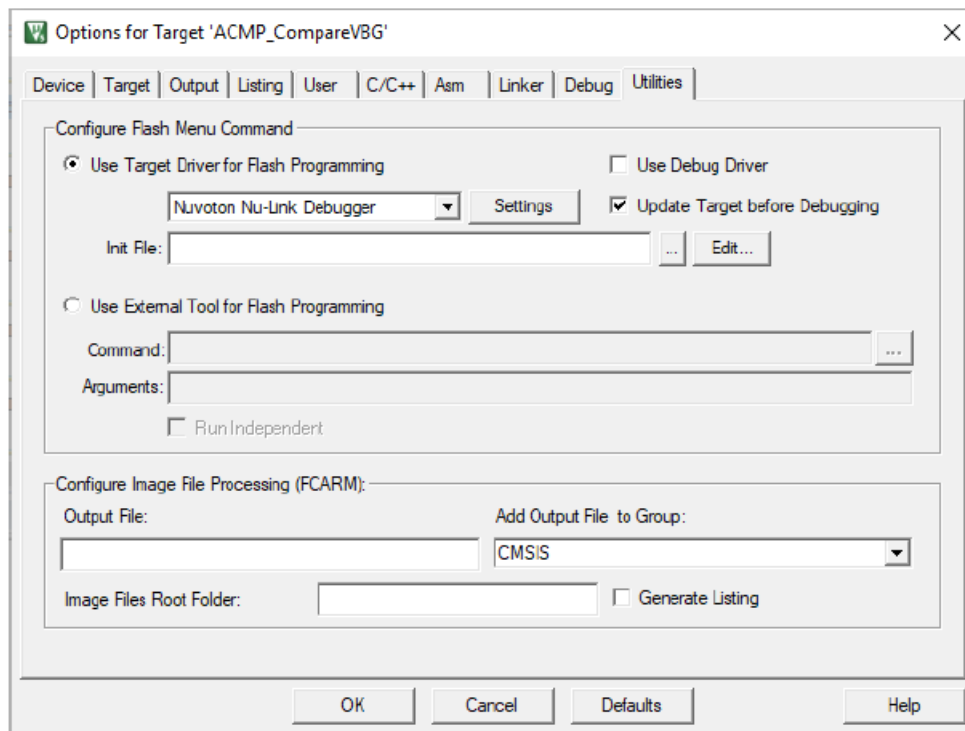 Options for Target 'ACMP_CompareVBG'
Device Target Output Listing User C/C++ Asm Linker Debug Utilities
Configure Flash Menu Command
Use Target Driver for Flash Programming Use Debug Driver
Nuvoton Nu-Link Debugger Settings Update Target before Debugging
Init File: ... Edit...
Use External Tool for Flash Programming
Command: ...
Arguments:
Run Independent
Configure Image File Processing (FCARM):
Output File: Add Output File to Group:
CMSIS
Image Files Root Folder: Generate Listing
OK Cancel Defaults Help